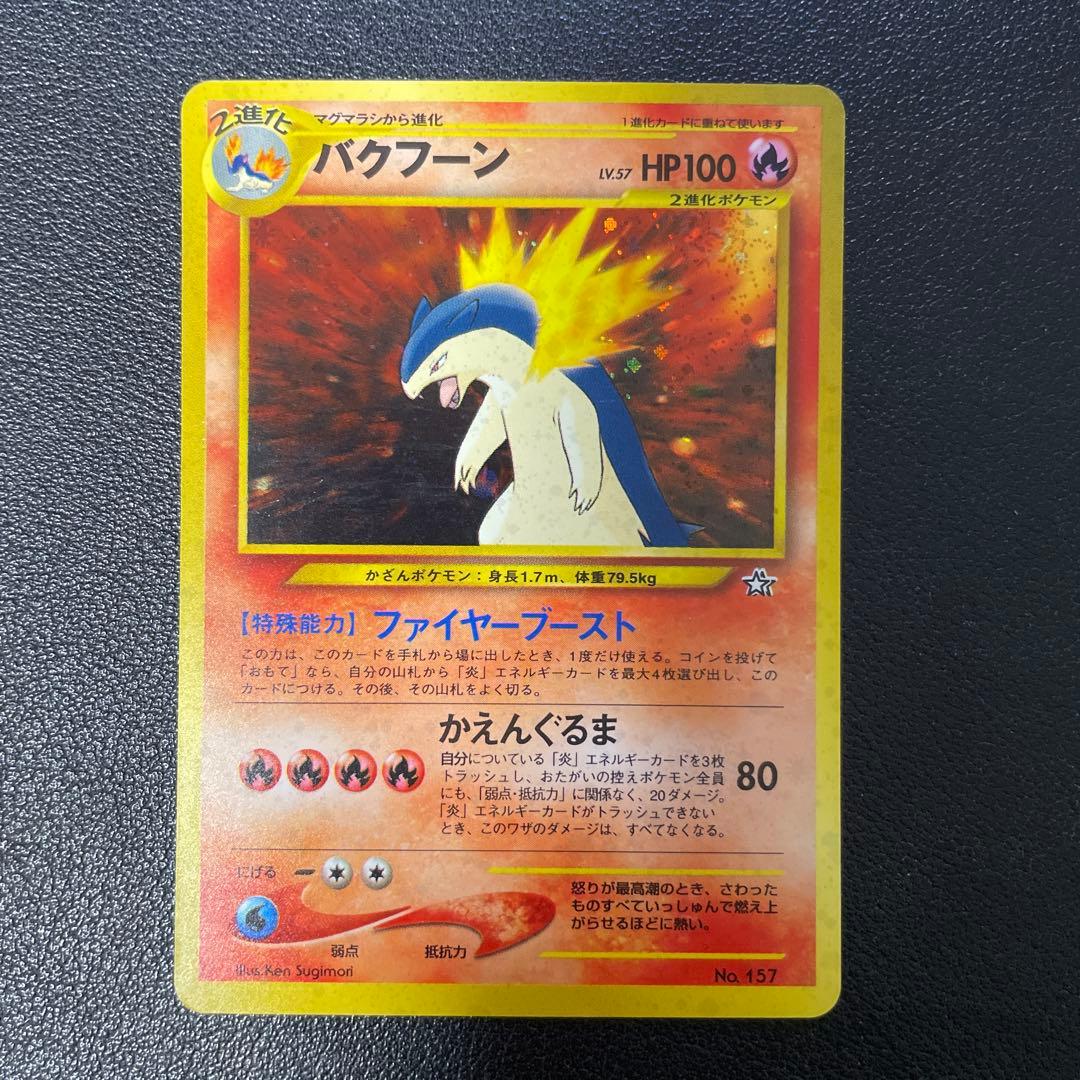 2進化
マグマラシから進化
1進化カードに重ねて使います
バクフーン
LV.57 HP100
2進化ポケモン
かざんポケモン：身長1.7m、体重79.5kg
【特殊能力】ファイヤーブースト
この力は、このカードを手札から場に出したとき、1度だけ使える。コインを投げて
「おもて」なら、自分の山札から「炎」エネルギーカードを最大4枚選び出し、この
カードにつける。その後、その山札をよく切る。
かえんぐるま
自分についている「炎」エネルギーカードを3枚
トラッシュし、おたがいの控えポケモン全員
にも、「弱点・抵抗力」に関係なく、20ダメージ。
「炎」エネルギーカードがトラッシュできない
とき、このワザのダメージは、すべてなくなる。
80
にげる
弱点
抵抗力
怒りが最高潮のとき、さわった
ものすべていっしゅんで燃え上
がらせるほどに熱い。
Illus.Ken Sugimori
No. 157